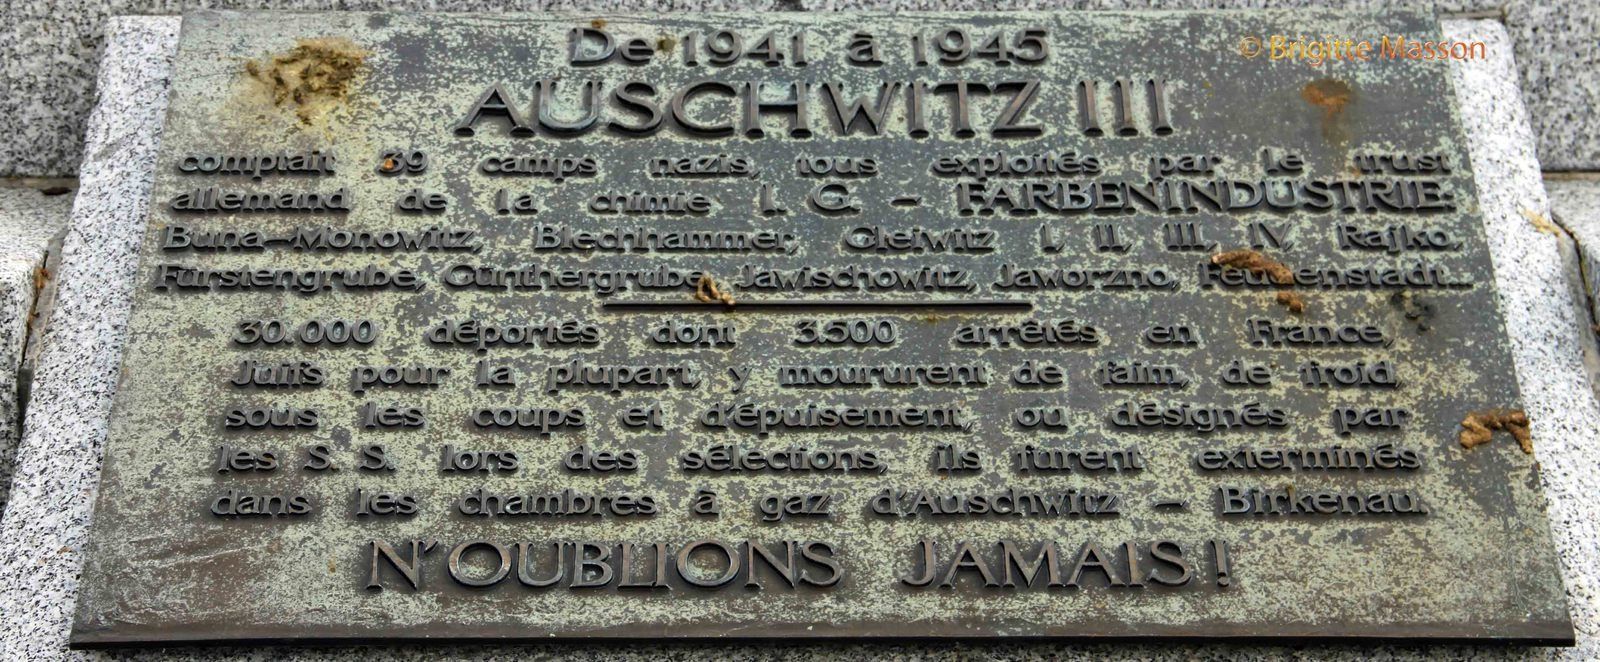 De 1941 à 1945
© Brigitte Masson
AUSCHWITZ III
comptait 39 camps nazis, tous exploités par le trust
allemand de la chimie I. G. - FARBENINDUSTRIE:
Buna-Monowitz, Blechhammer, Gleiwitz I, II, III, IV, Rajko,
Fürstengrube, Günthergrube, Jawischowitz, Jaworzno, Feudenstadt...
30.000 déportés dont 3.500 arrêtés en France,
Juifs pour la plupart, y moururent de faim, de froid,
sous les coups et d'épuisement, ou désignés par
les S. S. lors des sélections, ils furent exterminés
dans les chambres à gaz d'Auschwitz - Birkenau.
N'OUBLIONS JAMAIS !